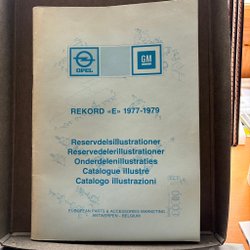 OPEL
GM
REKORD «E» 1977-1979
Reservdelsillustrationer
Reservedelerillustrationer
Onderdelenillustraties
Catalogue illustré
Catalogo illustrazioni
EUROPEAN PARTS & ACCESSORIES MARKETING
ANTWERPEN - BELGIUM